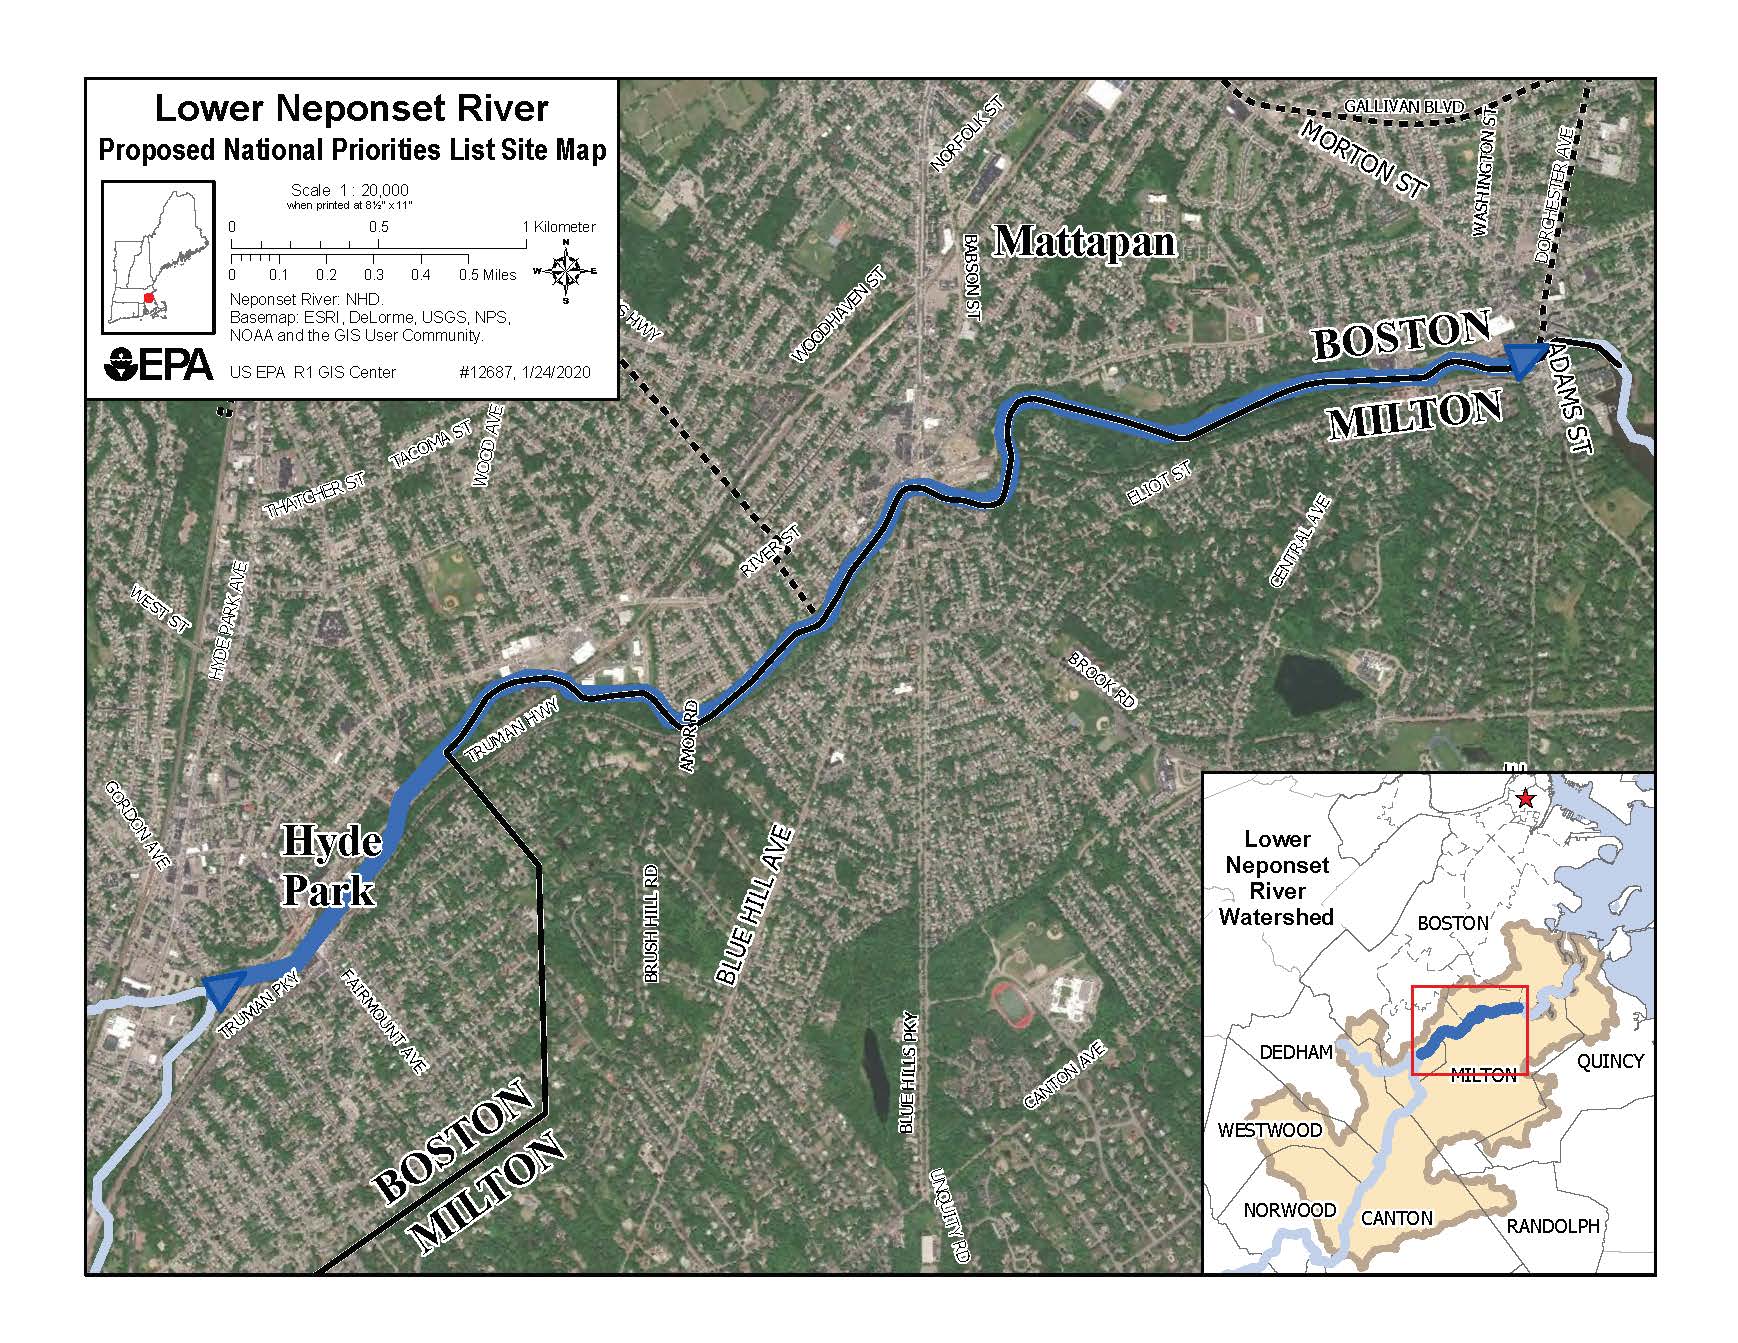 Lower Neponset River
Proposed National Priorities List Site Map
Scale 1 : 20,000
when printed at 8½" x 11"
0 0.5 1 Kilometer
0 0.1 0.2 0.3 0.4 0.5 Miles
N
W E
S
Neponset River: NHD.
Basemap: ESRI, DeLorme, USGS, NPS,
NOAA and the GIS User Community.
EPA
US EPA R1 GIS Center #12687, 1/24/2020
GALLIVAN BLVD
MORTON ST
WASHINGTON ST
DORCHESTER AVE
NORFOLK ST
Mattapan
BABSON ST
WOODHAVEN ST
S HWY
BOSTON
MILTON
ADAMS ST
TACOMA ST
WOOD AVE
THATCHER ST
ELIOT ST
CENTRAL AVE
RIVER ST
WEST ST
HYDE PARK AVE
BROOK RD
TRUMAN HWY
AMOR RD
GORDON AVE
Hyde
Park
BLUE HILL AVE
BRUSH HILL RD
TRUMAN PKY
FAIRMOUNT AVE
BLUE HILLS PKY
CANTON AVE
BOSTON
MILTON
UNQUITY RD
Lower
Neponset
River
Watershed
BOSTON
DEDHAM
MILTON
QUINCY
WESTWOOD
NORWOOD
CANTON
RANDOLPH